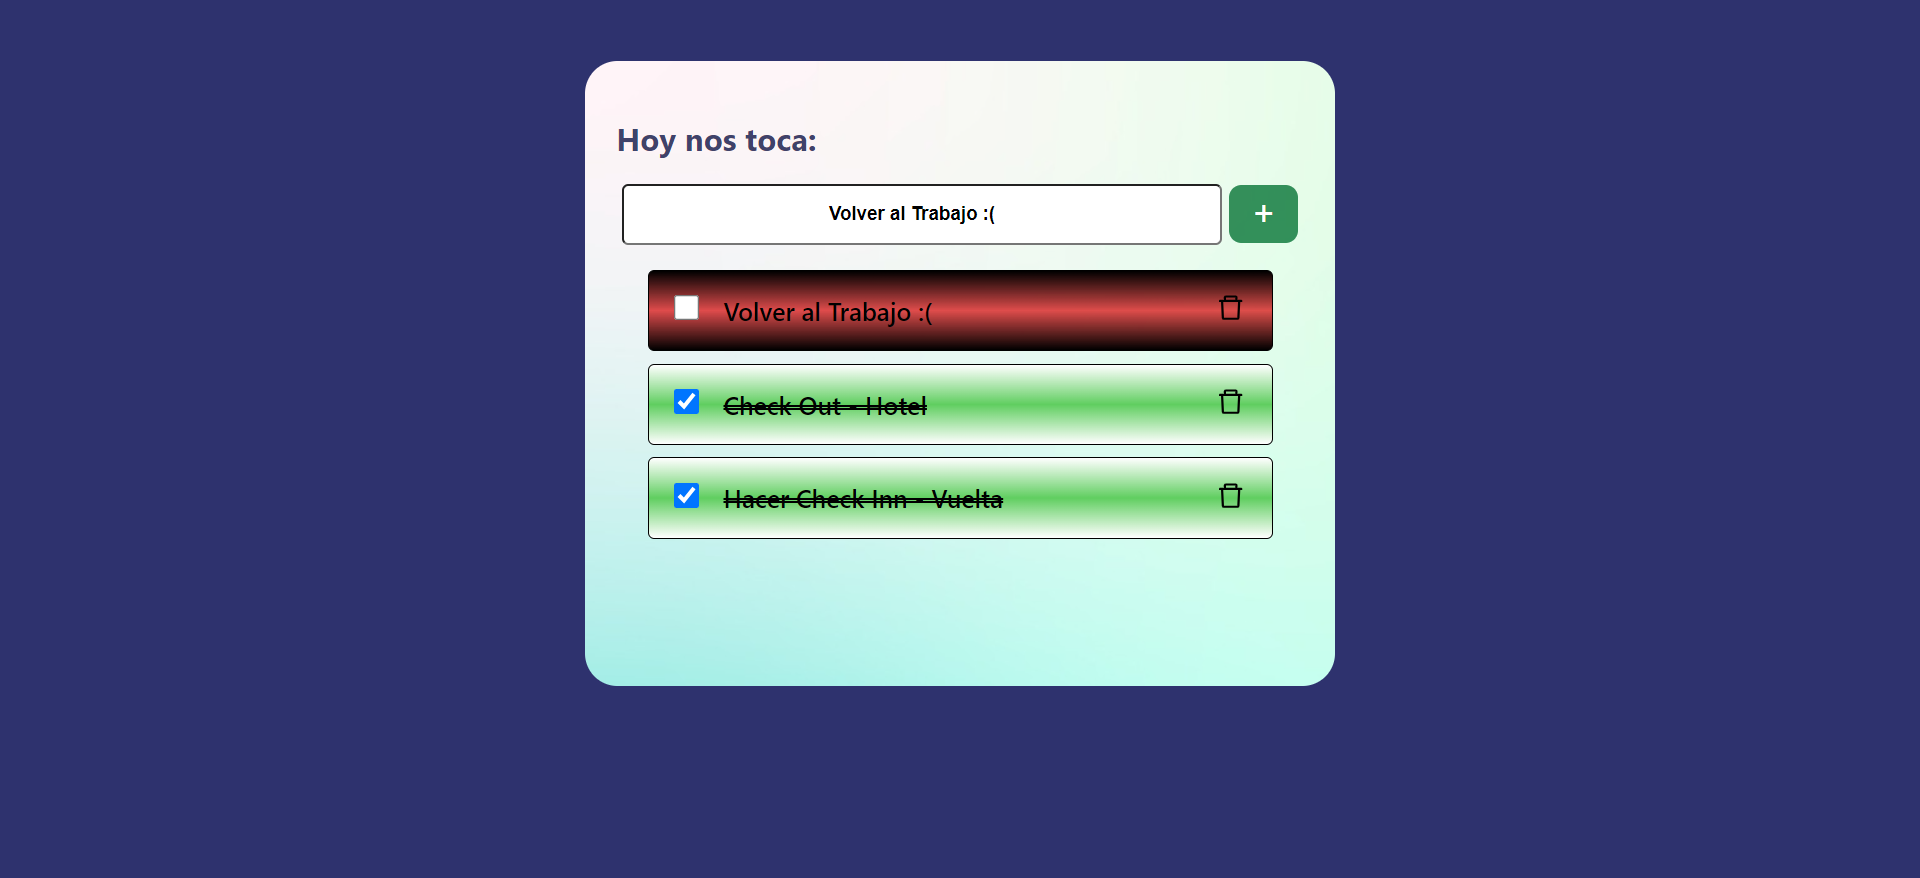 Hoy nos toca:
Volver al Trabajo :(
+
Volver al Trabajo :(
Check Out - Hotel
Hacer Check Inn - Vuelta